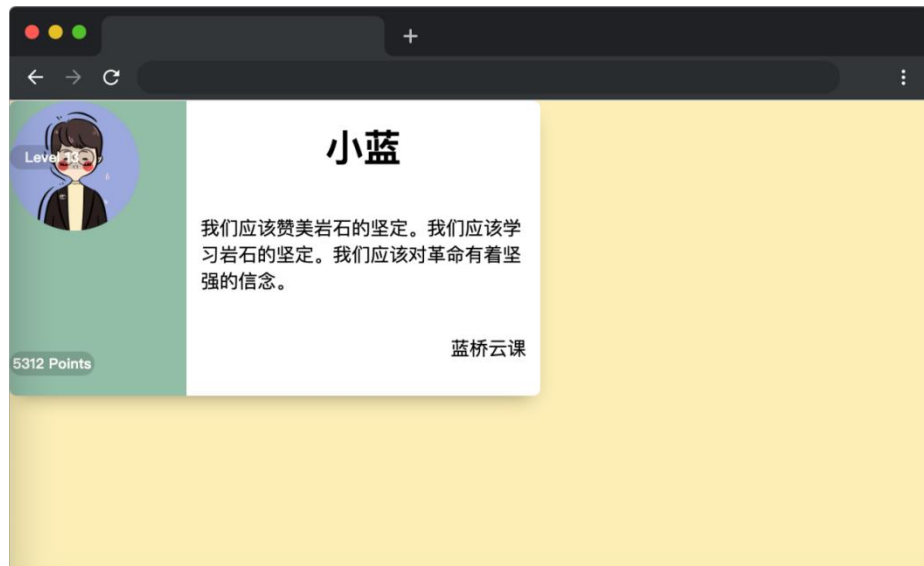 小蓝
Level 13
我们应该赞美岩石的坚定。我们应该学
习岩石的坚定。我们应该对革命有着坚
强的信念。
蓝桥云课
5312 Points